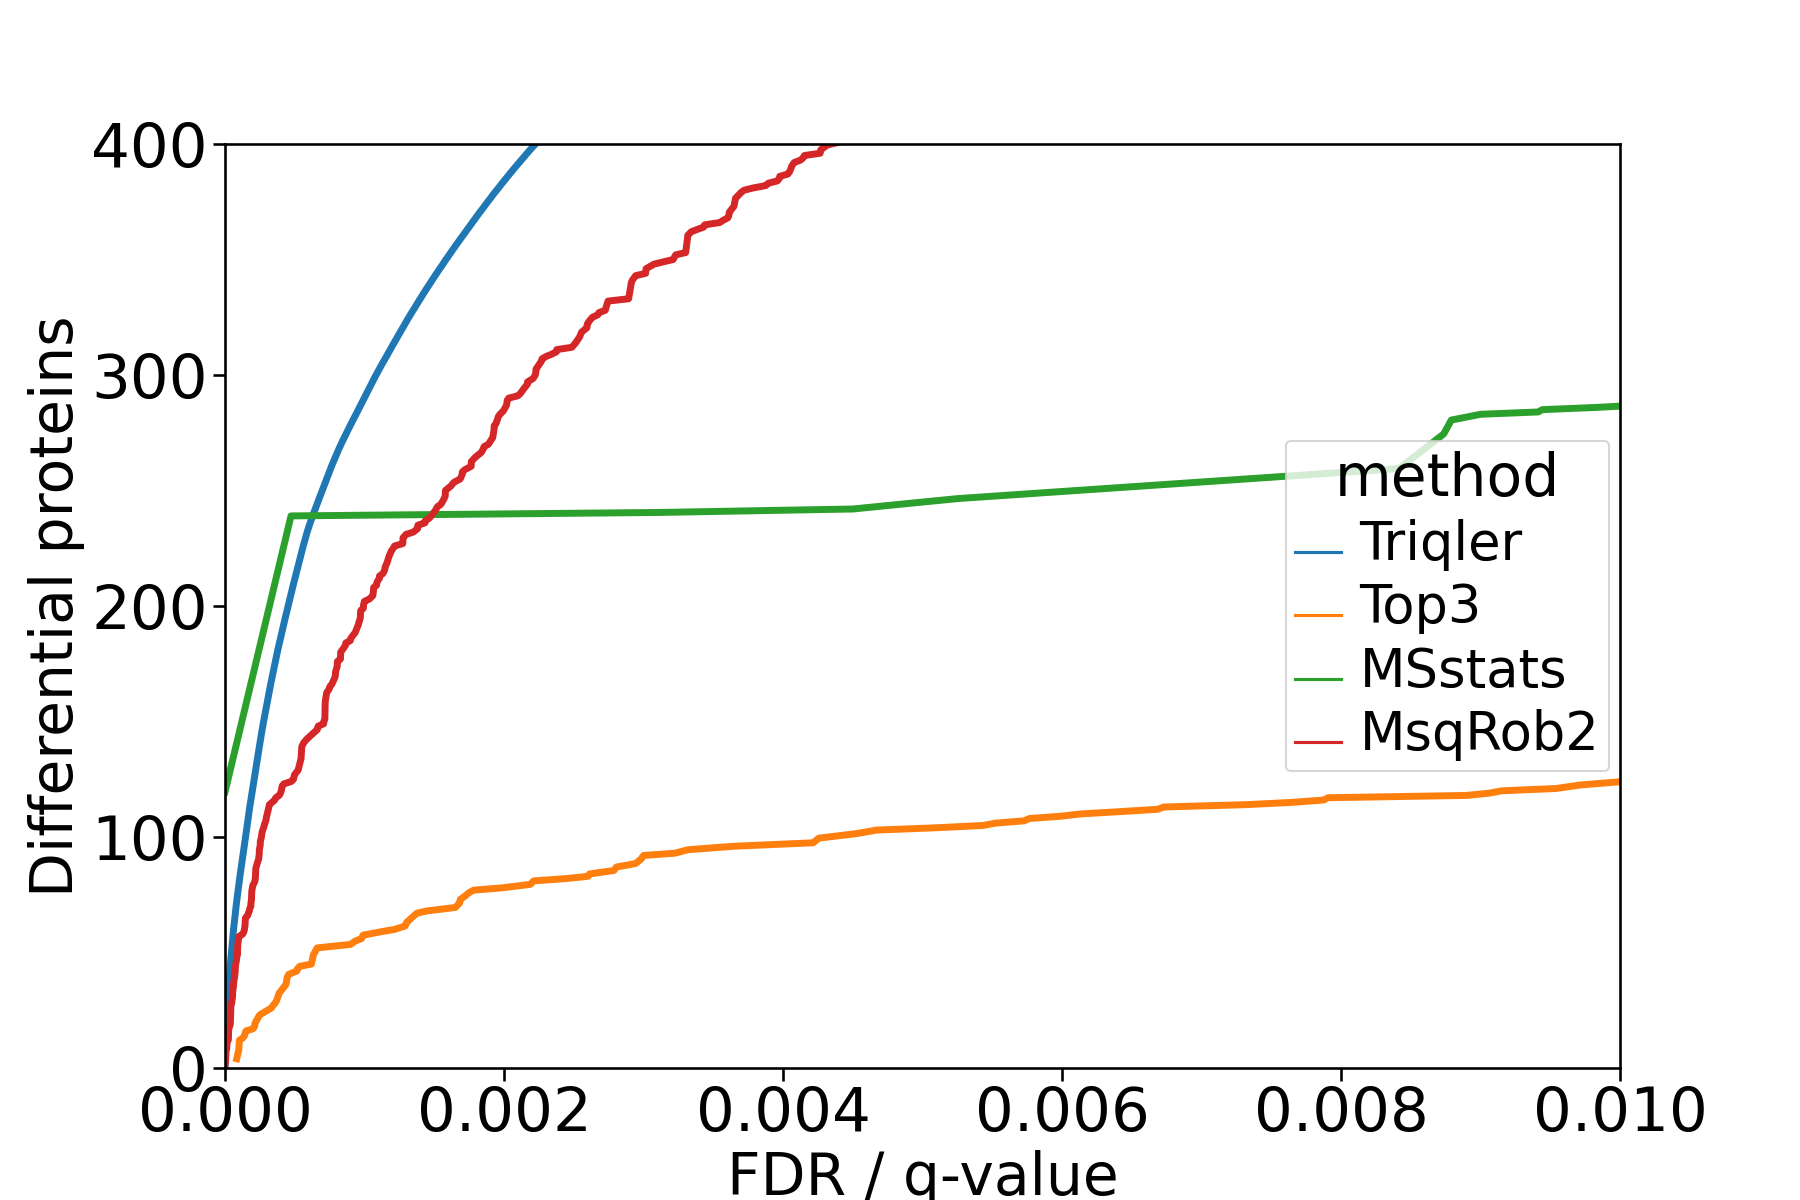 400
300
200
100
0
Differential proteins
method
Triqler
Top3
MSstats
MsqRob2
0.000 0.002 0.004 0.006 0.008 0.010
FDR / q-value